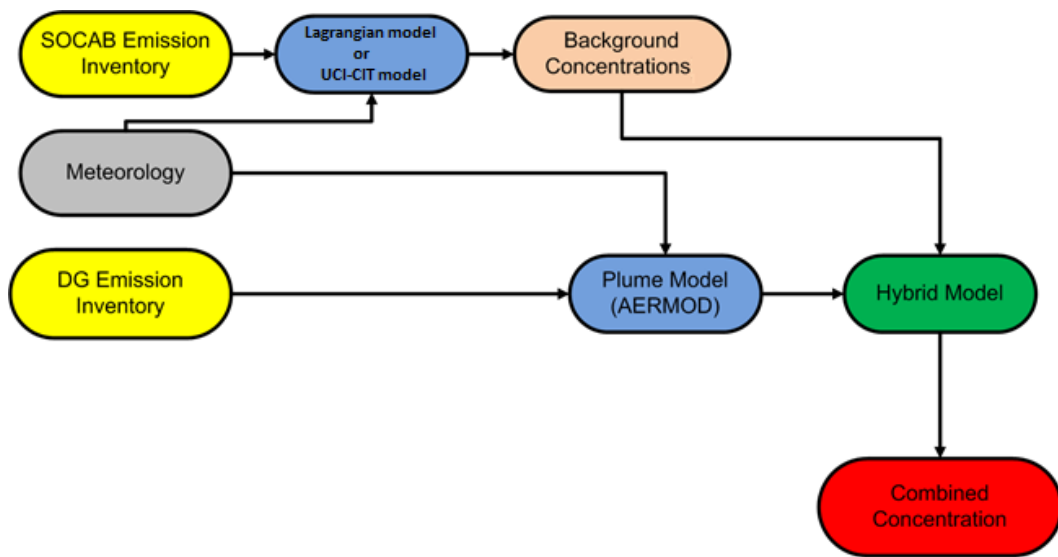 SOCAB Emission
Inventory
Lagrangian model
or
UCI-CIT model
Background
Concentrations
Meteorology
DG Emission
Inventory
Plume Model
(AERMOD)
Hybrid Model
Combined
Concentration